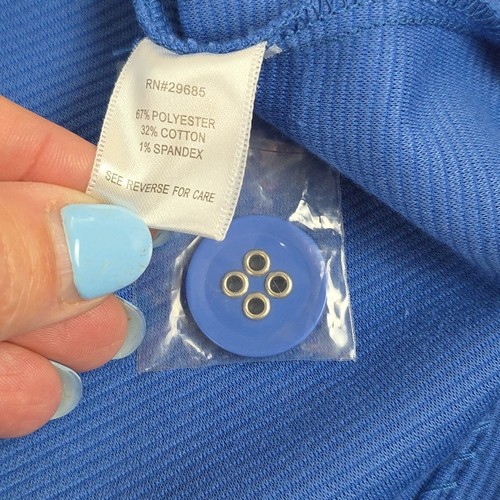 RN#29685
67% POLYESTER
32% COTTON
1% SPANDEX
SEE REVERSE FOR CARE